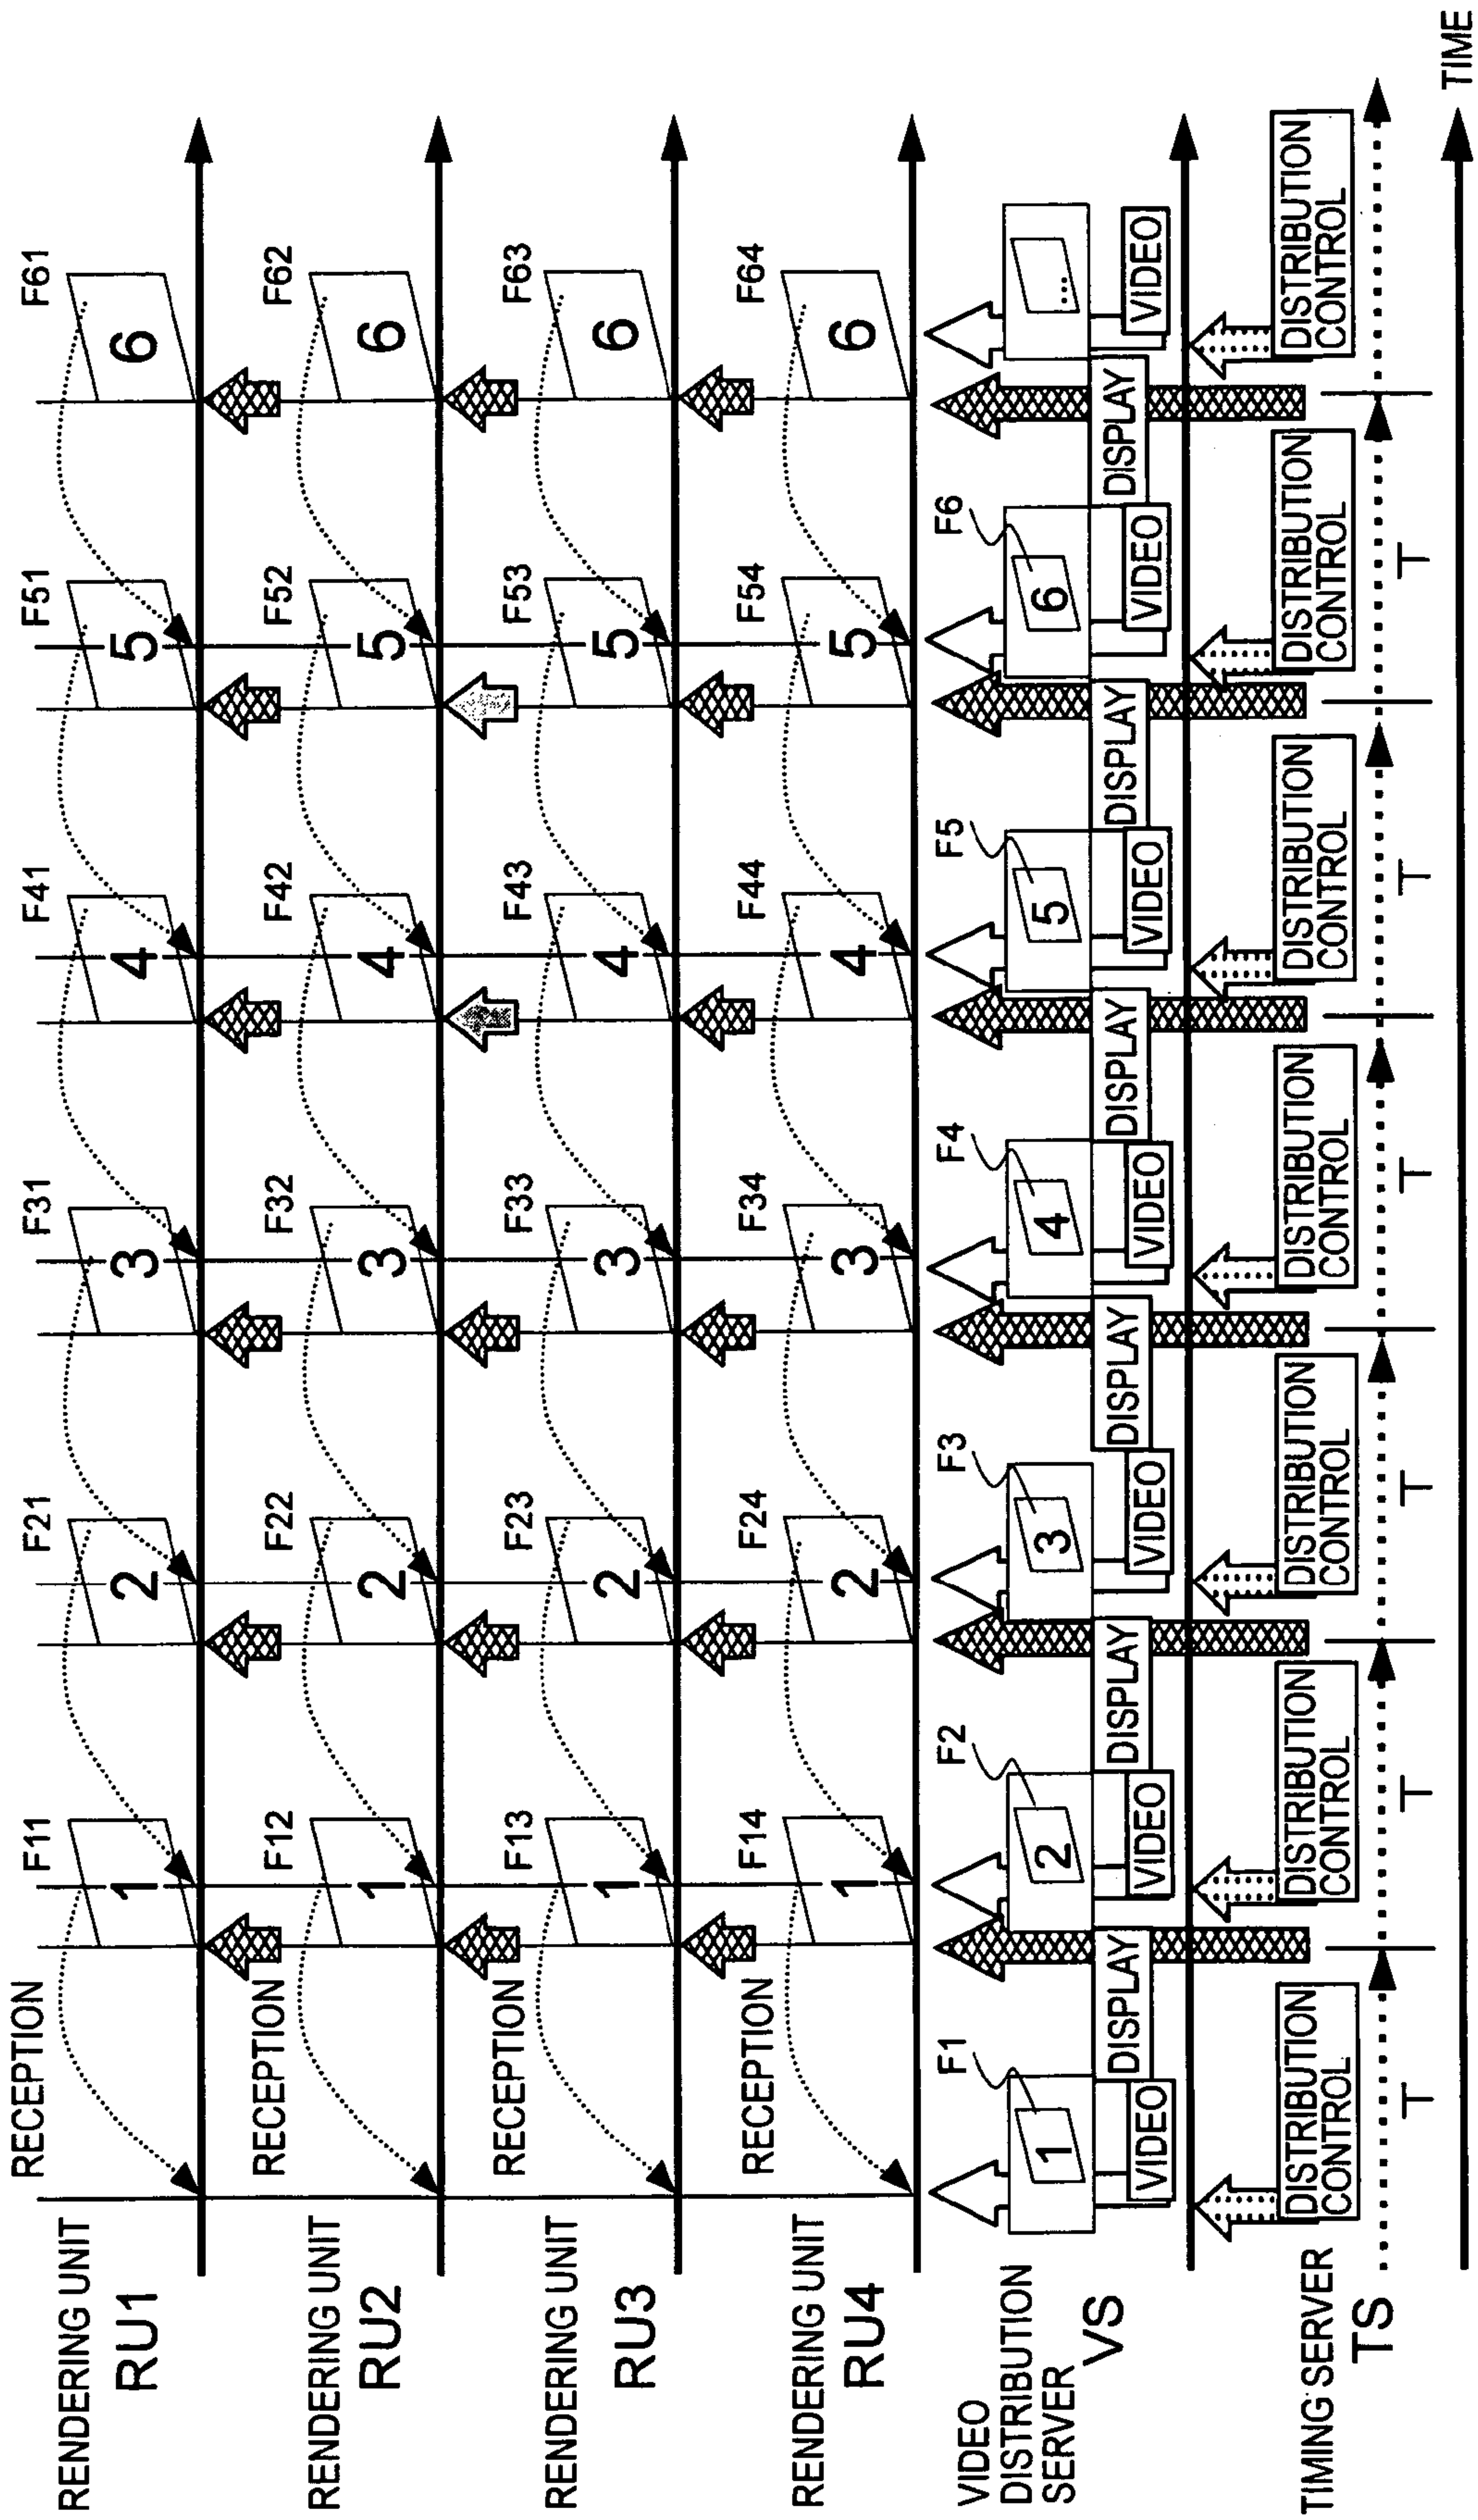 RENDERING UNIT
RU1
RECEPTION
F11
1
F21
2
F31
3
F41
4
F51
5
F61
6
RENDERING UNIT
RU2
RECEPTION
F12
1
F22
2
F32
3
F42
4
F52
5
F62
6
RENDERING UNIT
RU3
RECEPTION
F13
1
F23
2
F33
3
F43
4
F53
5
F63
6
RENDERING UNIT
RU4
RECEPTION
F14
1
F24
2
F34
3
F44
4
F54
5
F64
6
VIDEO
DISTRIBUTION
SERVER
VS
F1
1
VIDEO
DISPLAY
F2
2
VIDEO
DISPLAY
F3
3
VIDEO
DISPLAY
F4
4
VIDEO
DISPLAY
F5
5
VIDEO
DISPLAY
F6
6
VIDEO
DISPLAY
...
VIDEO
TIMING SERVER
TS
DISTRIBUTION
CONTROL
DISTRIBUTION
CONTROL
DISTRIBUTION
CONTROL
DISTRIBUTION
CONTROL
DISTRIBUTION
CONTROL
DISTRIBUTION
CONTROL
DISTRIBUTION
CONTROL
T
T
T
T
T
T
TIME